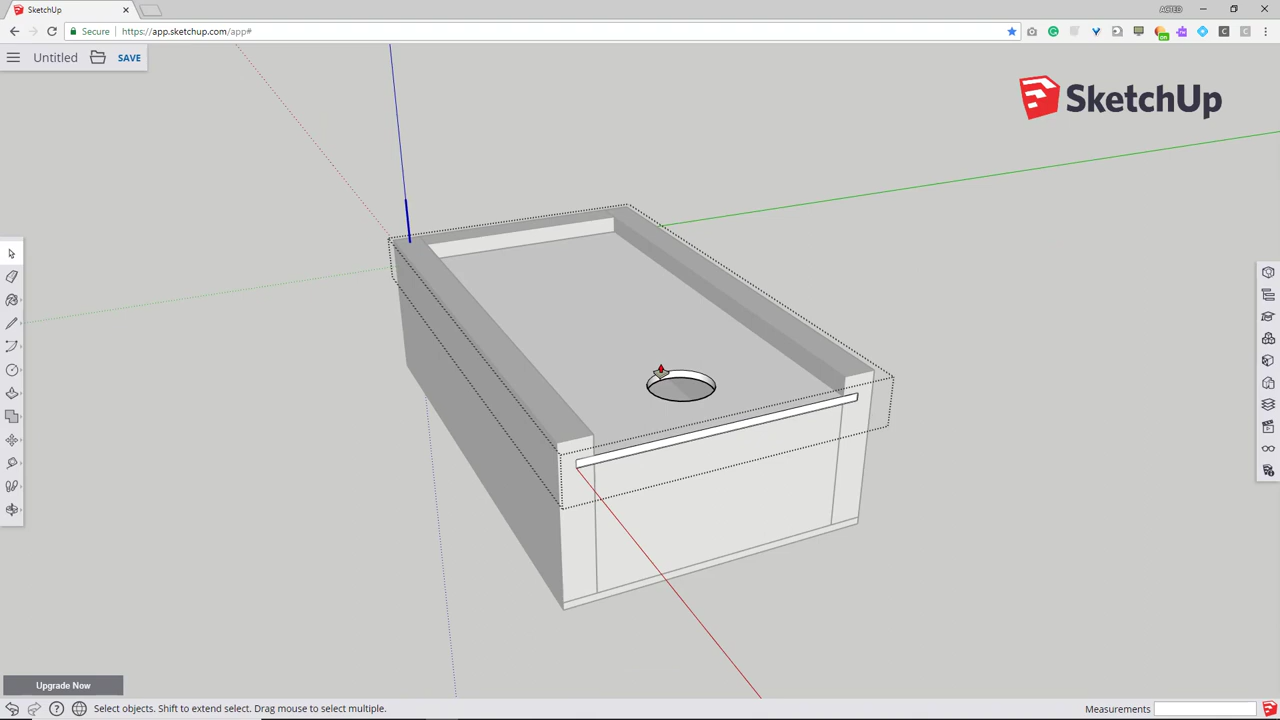 SketchUp
AGTED
Secure
https://app.sketchup.com/app#
Untitled
SAVE
SketchUp
Upgrade Now
Select objects. Shift to extend select. Drag mouse to select multiple.
Measurements